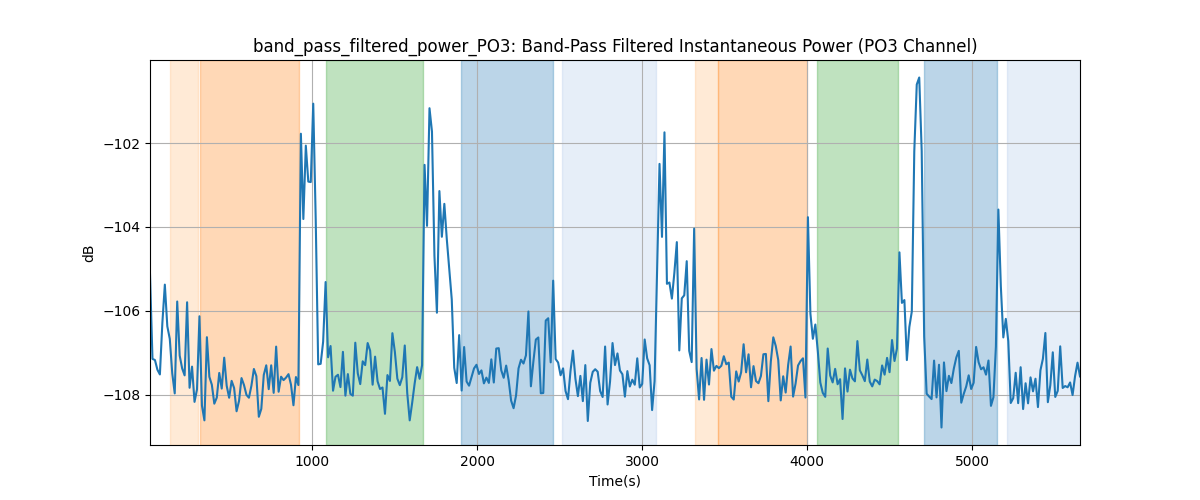 band_pass_filtered_power_PO3: Band-Pass Filtered Instantaneous Power (PO3 Channel)
dB
−102
−104
−106
−108
1000 2000 3000 4000 5000
Time(s)